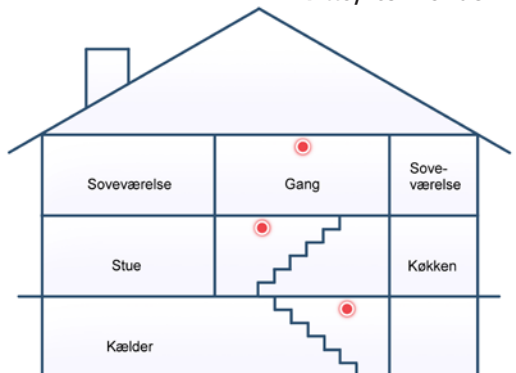 Soveværelse
Gang
Sove-
værelse
Stue
Køkken
Kælder